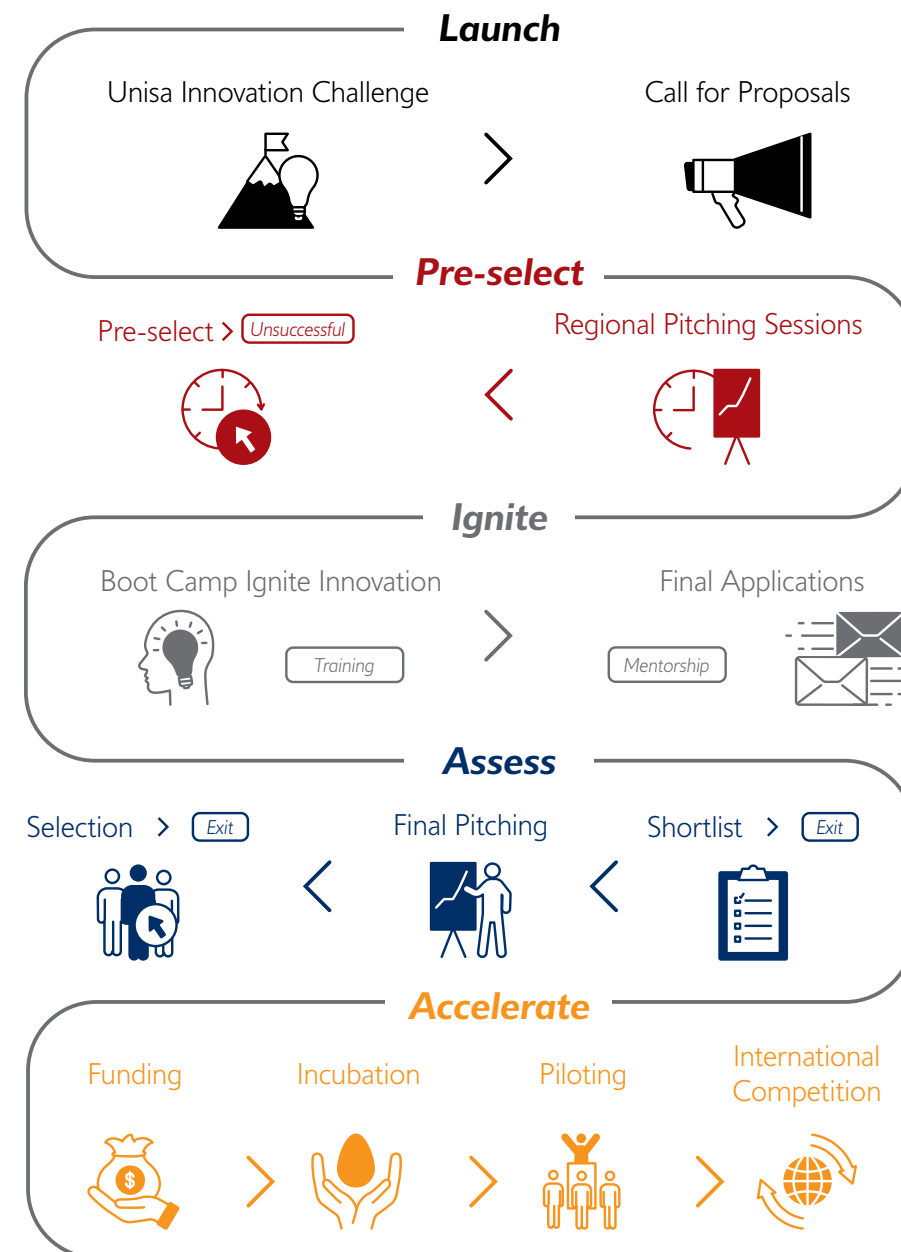 Launch
Unisa Innovation Challenge
Call for Proposals
Pre-select
Pre-select > Unsuccessful
Regional Pitching Sessions
Ignite
Boot Camp Ignite Innovation
Final Applications
Training
Mentorship
Assess
Selection > Exit
Final Pitching
Shortlist > Exit
Accelerate
Funding
Incubation
Piloting
International
Competition
$